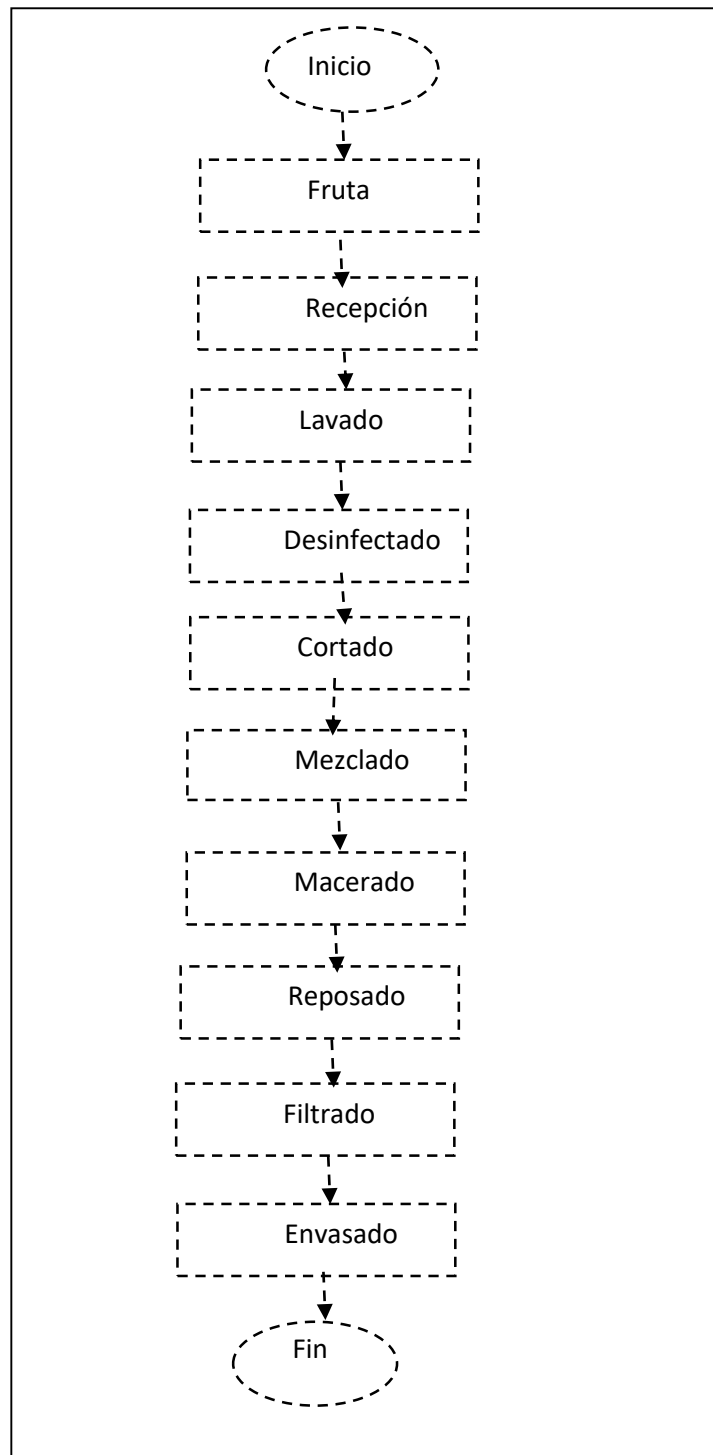 Inicio
Fruta
Recepción
Lavado
Desinfectado
Cortado
Mezclado
Macerado
Reposado
Filtrado
Envasado
Fin